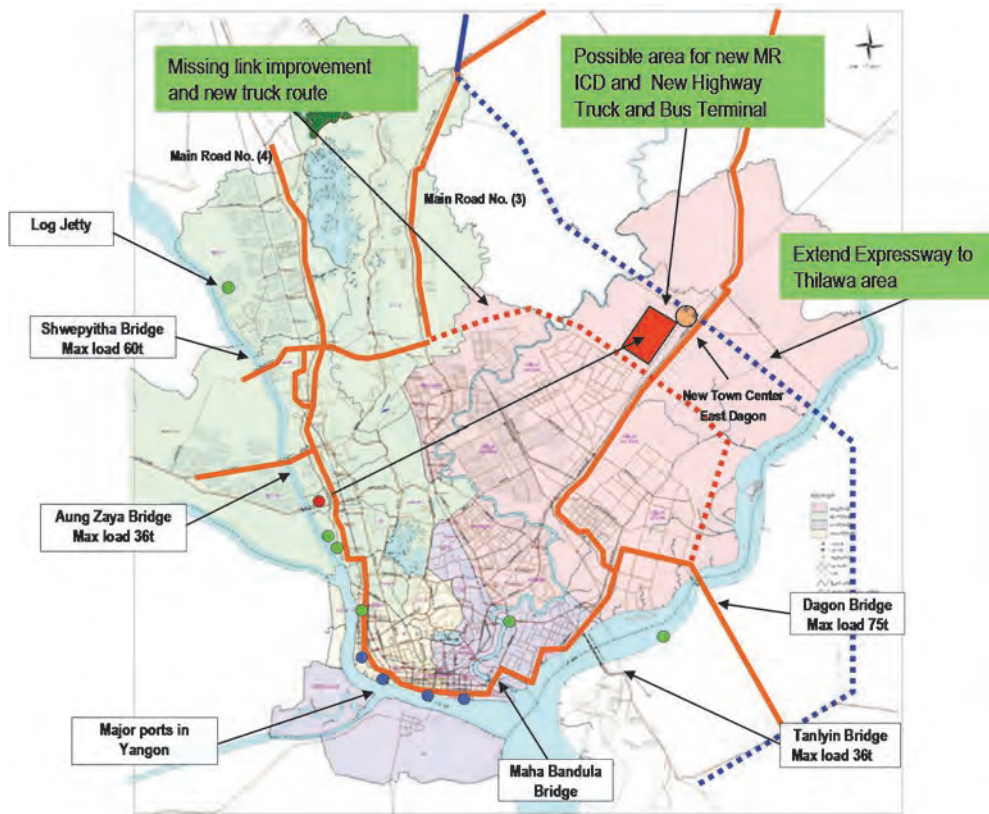 Missing link improvement
and new truck route
Possible area for new MR
ICD and New Highway
Truck and Bus Terminal
Main Road No. (4)
Main Road No. (3)
Log Jetty
Extend Expressway to
Thilawa area
Shwepyitha Bridge
Max load 60t
New Town Center
East Dagon
Aung Zaya Bridge
Max load 36t
Dagon Bridge
Max load 75t
Major ports in
Yangon
Maha Bandula
Bridge
Tanlyin Bridge
Max load 36t